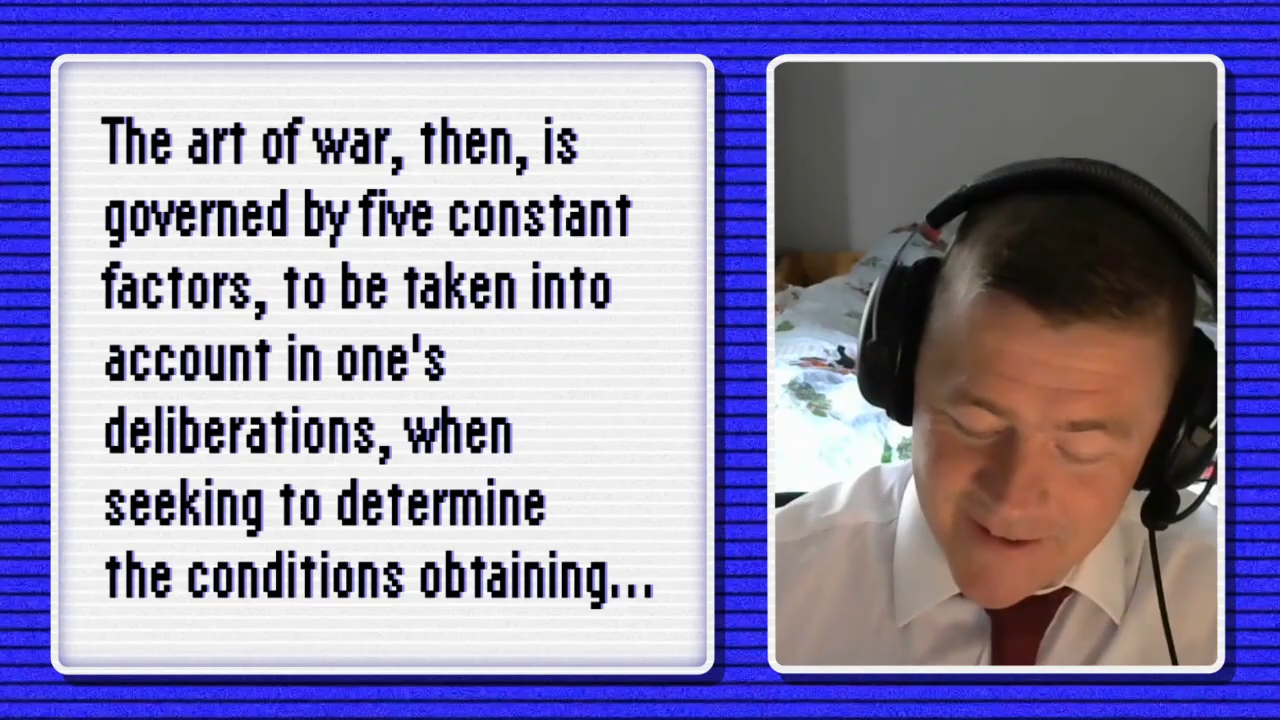 The art of war, then, is
governed by five constant
factors, to be taken into
account in one's
deliberations, when
seeking to determine
the conditions obtaining...